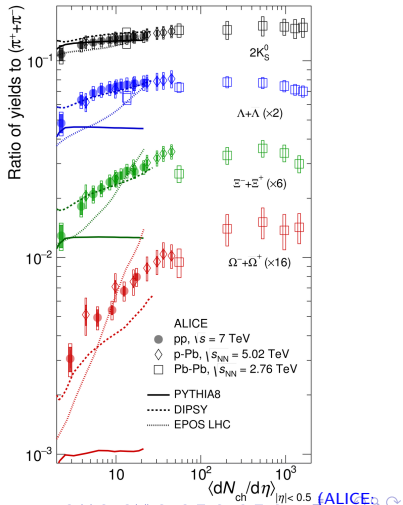 Ratio of yields to (π⁺+π⁻)
10⁻¹
2K⁰S
Λ+Λ̅ (×2)
Ξ⁻+Ξ̅⁺ (×6)
10⁻²
Ω⁻+Ω̅⁺ (×16)
ALICE
pp, √s = 7 TeV
p-Pb, √sNN = 5.02 TeV
Pb-Pb, √sNN = 2.76 TeV
PYTHIA8
DIPSY
EPOS LHC
10⁻³
10 10² 10³
⟨dNch/dη⟩|η|< 0.5
(ALICE: